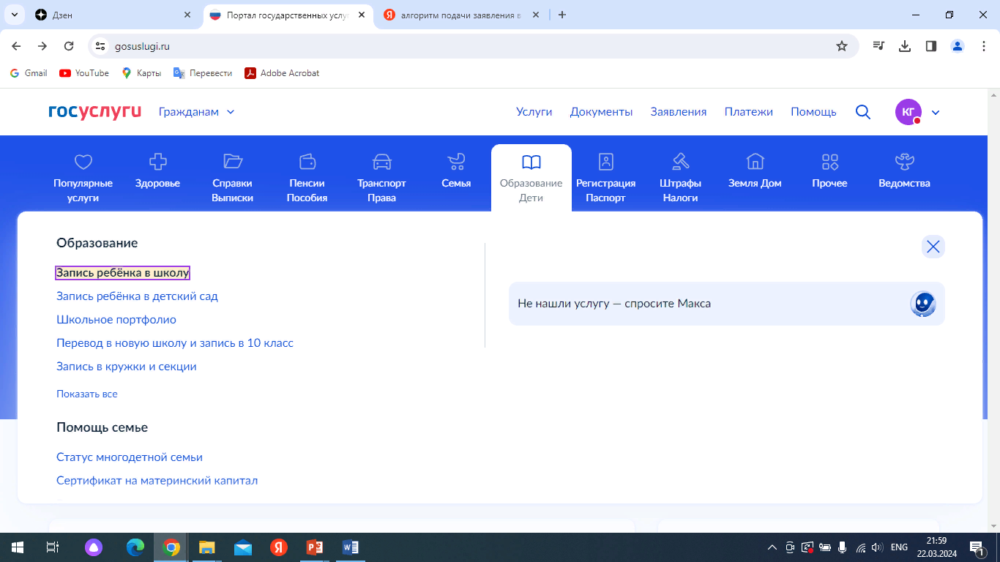 Дзен
Портал государственных услу
алгоритм подачи заявления в
gosuslugi.ru
Gmail
YouTube
Карты
Перевести
Adobe Acrobat
госуслуги
Гражданам
Услуги
Документы
Заявления
Платежи
Помощь
КГ
Популярные
услуги
Здоровье
Справки
Выписки
Пенсии
Пособия
Транспорт
Права
Семья
Образование
Дети
Регистрация
Паспорт
Штрафы
Налоги
Земля Дом
Прочее
Ведомства
Образование
Запись ребёнка в школу
Запись ребёнка в детский сад
Школьное портфолио
Перевод в новую школу и запись в 10 класс
Запись в кружки и секции
Показать все
Не нашли услугу — спросите Макса
Помощь семье
Статус многодетной семьи
Сертификат на материнский капитал
ENG
21:59
22.03.2024
1